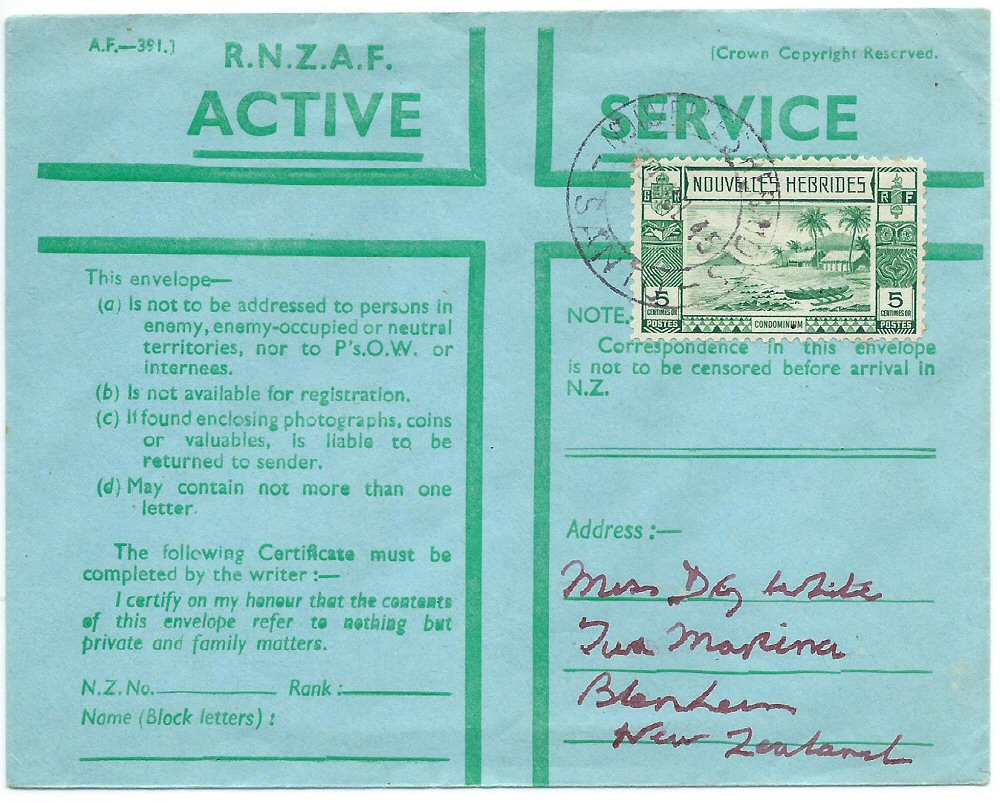 A.F.—391.]
[Crown Copyright Reserved.
R.N.Z.A.F.
ACTIVE SERVICE
NOUVELLES HEBRIDES
R F
5
CENTIMES OR
5
CENTIMES OR
POSTES
CONDOMINIUM
POSTES
This envelope—
(a) Is not to be addressed to persons in
enemy, enemy-occupied or neutral
territories, nor to P's.O.W. or
internees.
(b) Is not available for registration.
(c) If found enclosing photographs, coins
or valuables, is liable to be
returned to sender.
(d) May contain not more than one
letter.
The following Certificate must be
completed by the writer :—
I certify on my honour that the contents
of this envelope refer to nothing but
private and family matters.
N.Z. No. Rank :
Name (Block letters) :
NOTE.
Correspondence in this envelope
is not to be censored before arrival in
N.Z.
Address :—
Miss D G White
Tua Marina
Blenheim
New Zealand